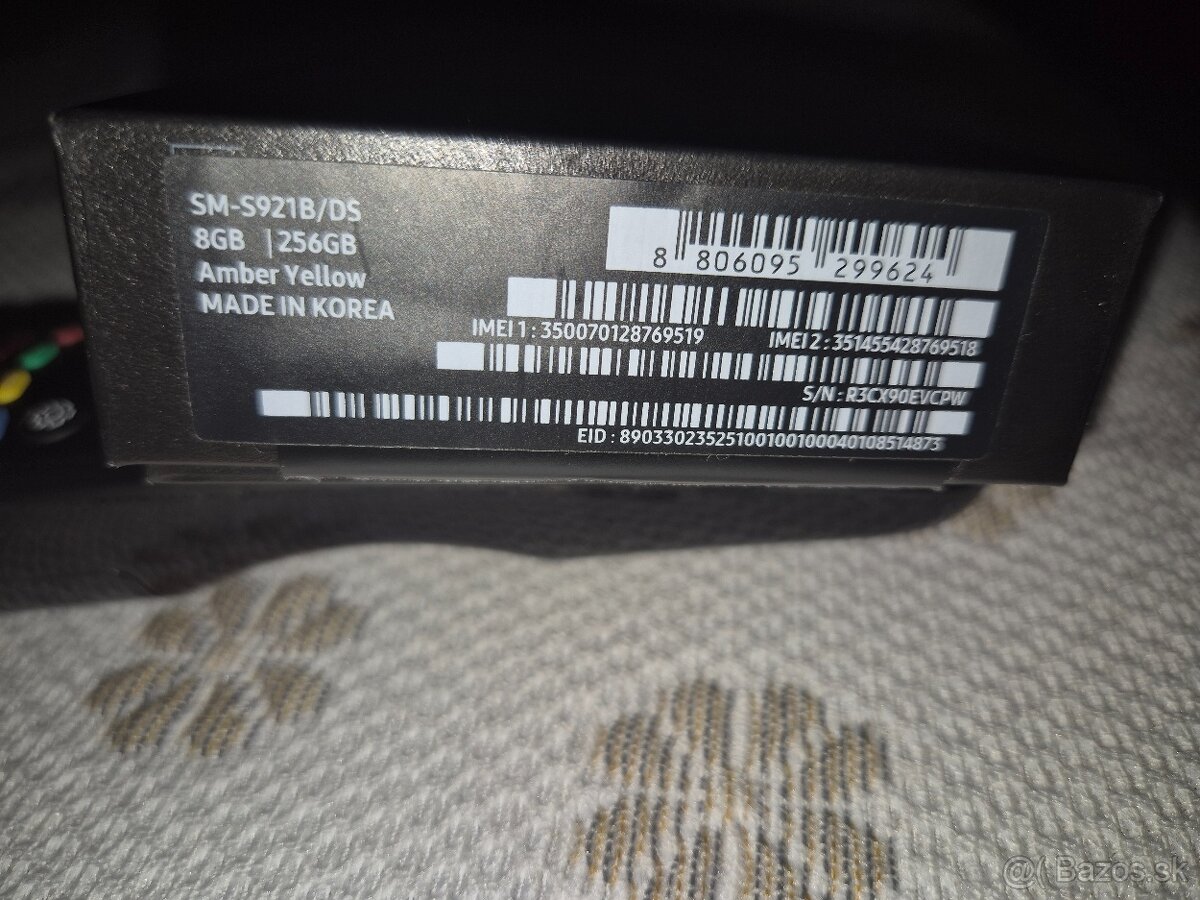 SM-S921B/DS
8GB | 256GB
Amber Yellow
MADE IN KOREA
8 806095 299624
IMEI 1 : 350070128769519 IMEI 2 : 351455428769518
S/N : R3CX90EVCPW
EID : 89033023525100100100040108514873
@( Bazos.sk